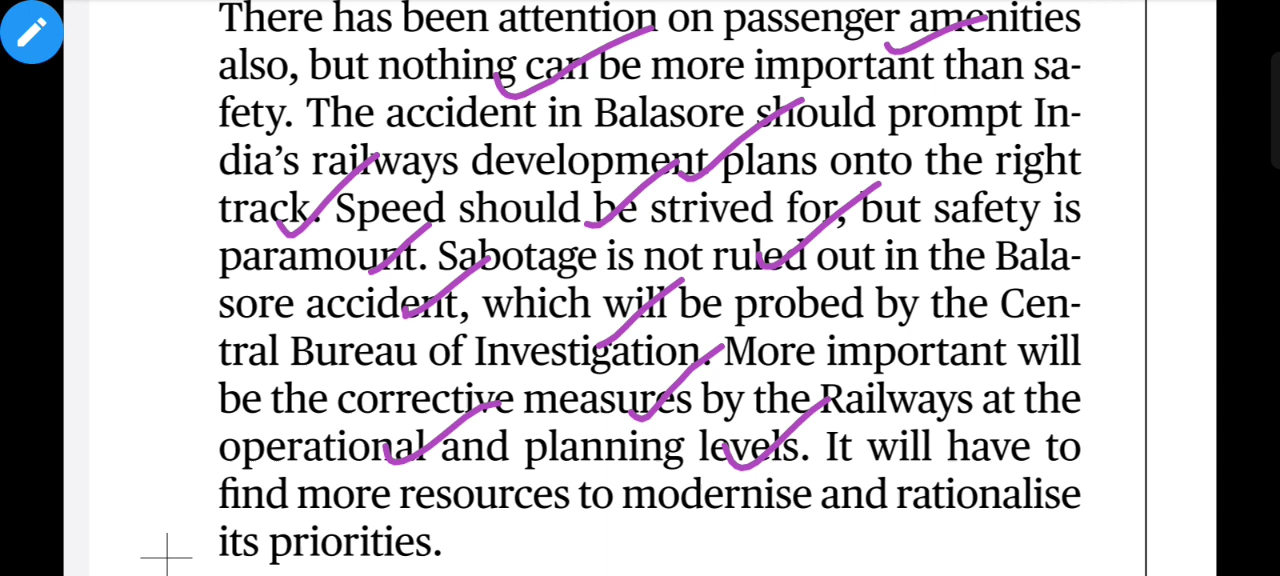 There has been attention on passenger amenities
also, but nothing can be more important than sa-
fety. The accident in Balasore should prompt In-
dia’s railways development plans onto the right
track. Speed should be strived for, but safety is
paramount. Sabotage is not ruled out in the Bala-
sore accident, which will be probed by the Cen-
tral Bureau of Investigation. More important will
be the corrective measures by the Railways at the
operational and planning levels. It will have to
find more resources to modernise and rationalise
its priorities.